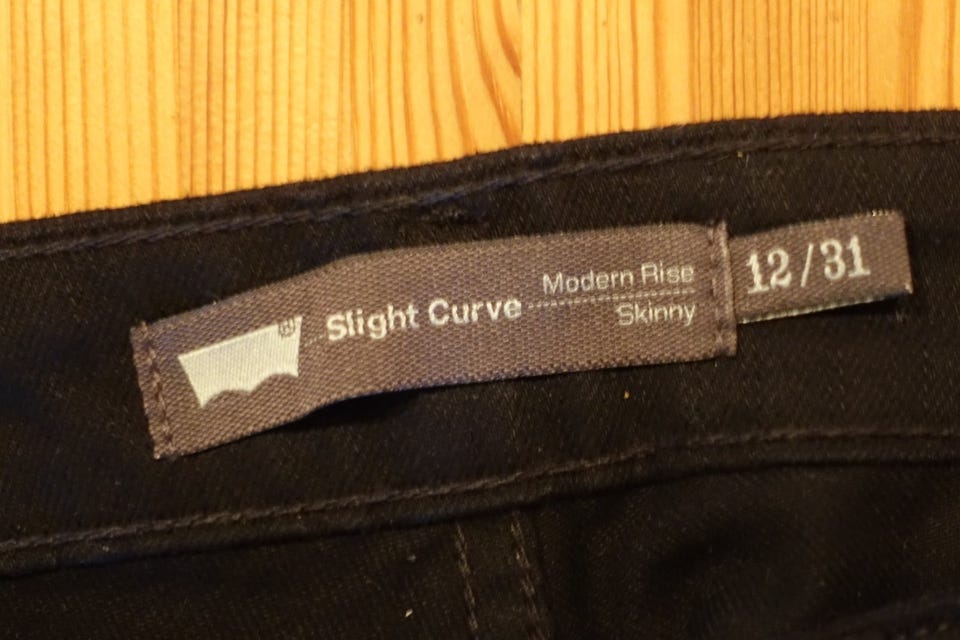 Slight Curve
Modern Rise
Skinny
12/31